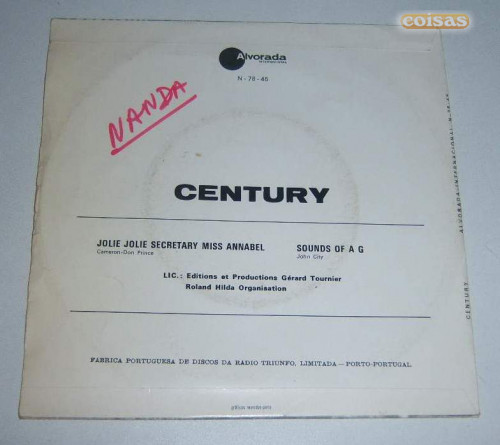 coisas
Alvorada
N - 78 - 45
NANDA
CENTURY
JOLIE JOLIE SECRETARY MISS ANNABEL
Cameron-Don Prince
SOUNDS OF A G
John City
LIC.: Editions et Productions Gérard Tournier
Roland Hilda Organisation
FABRICA PORTUGUESA DE DISCOS DA RADIO TRIUNFO, LIMITADA — PORTO-PORTUGAL.
CENTURY
ALVORADA INTERNACIONAL